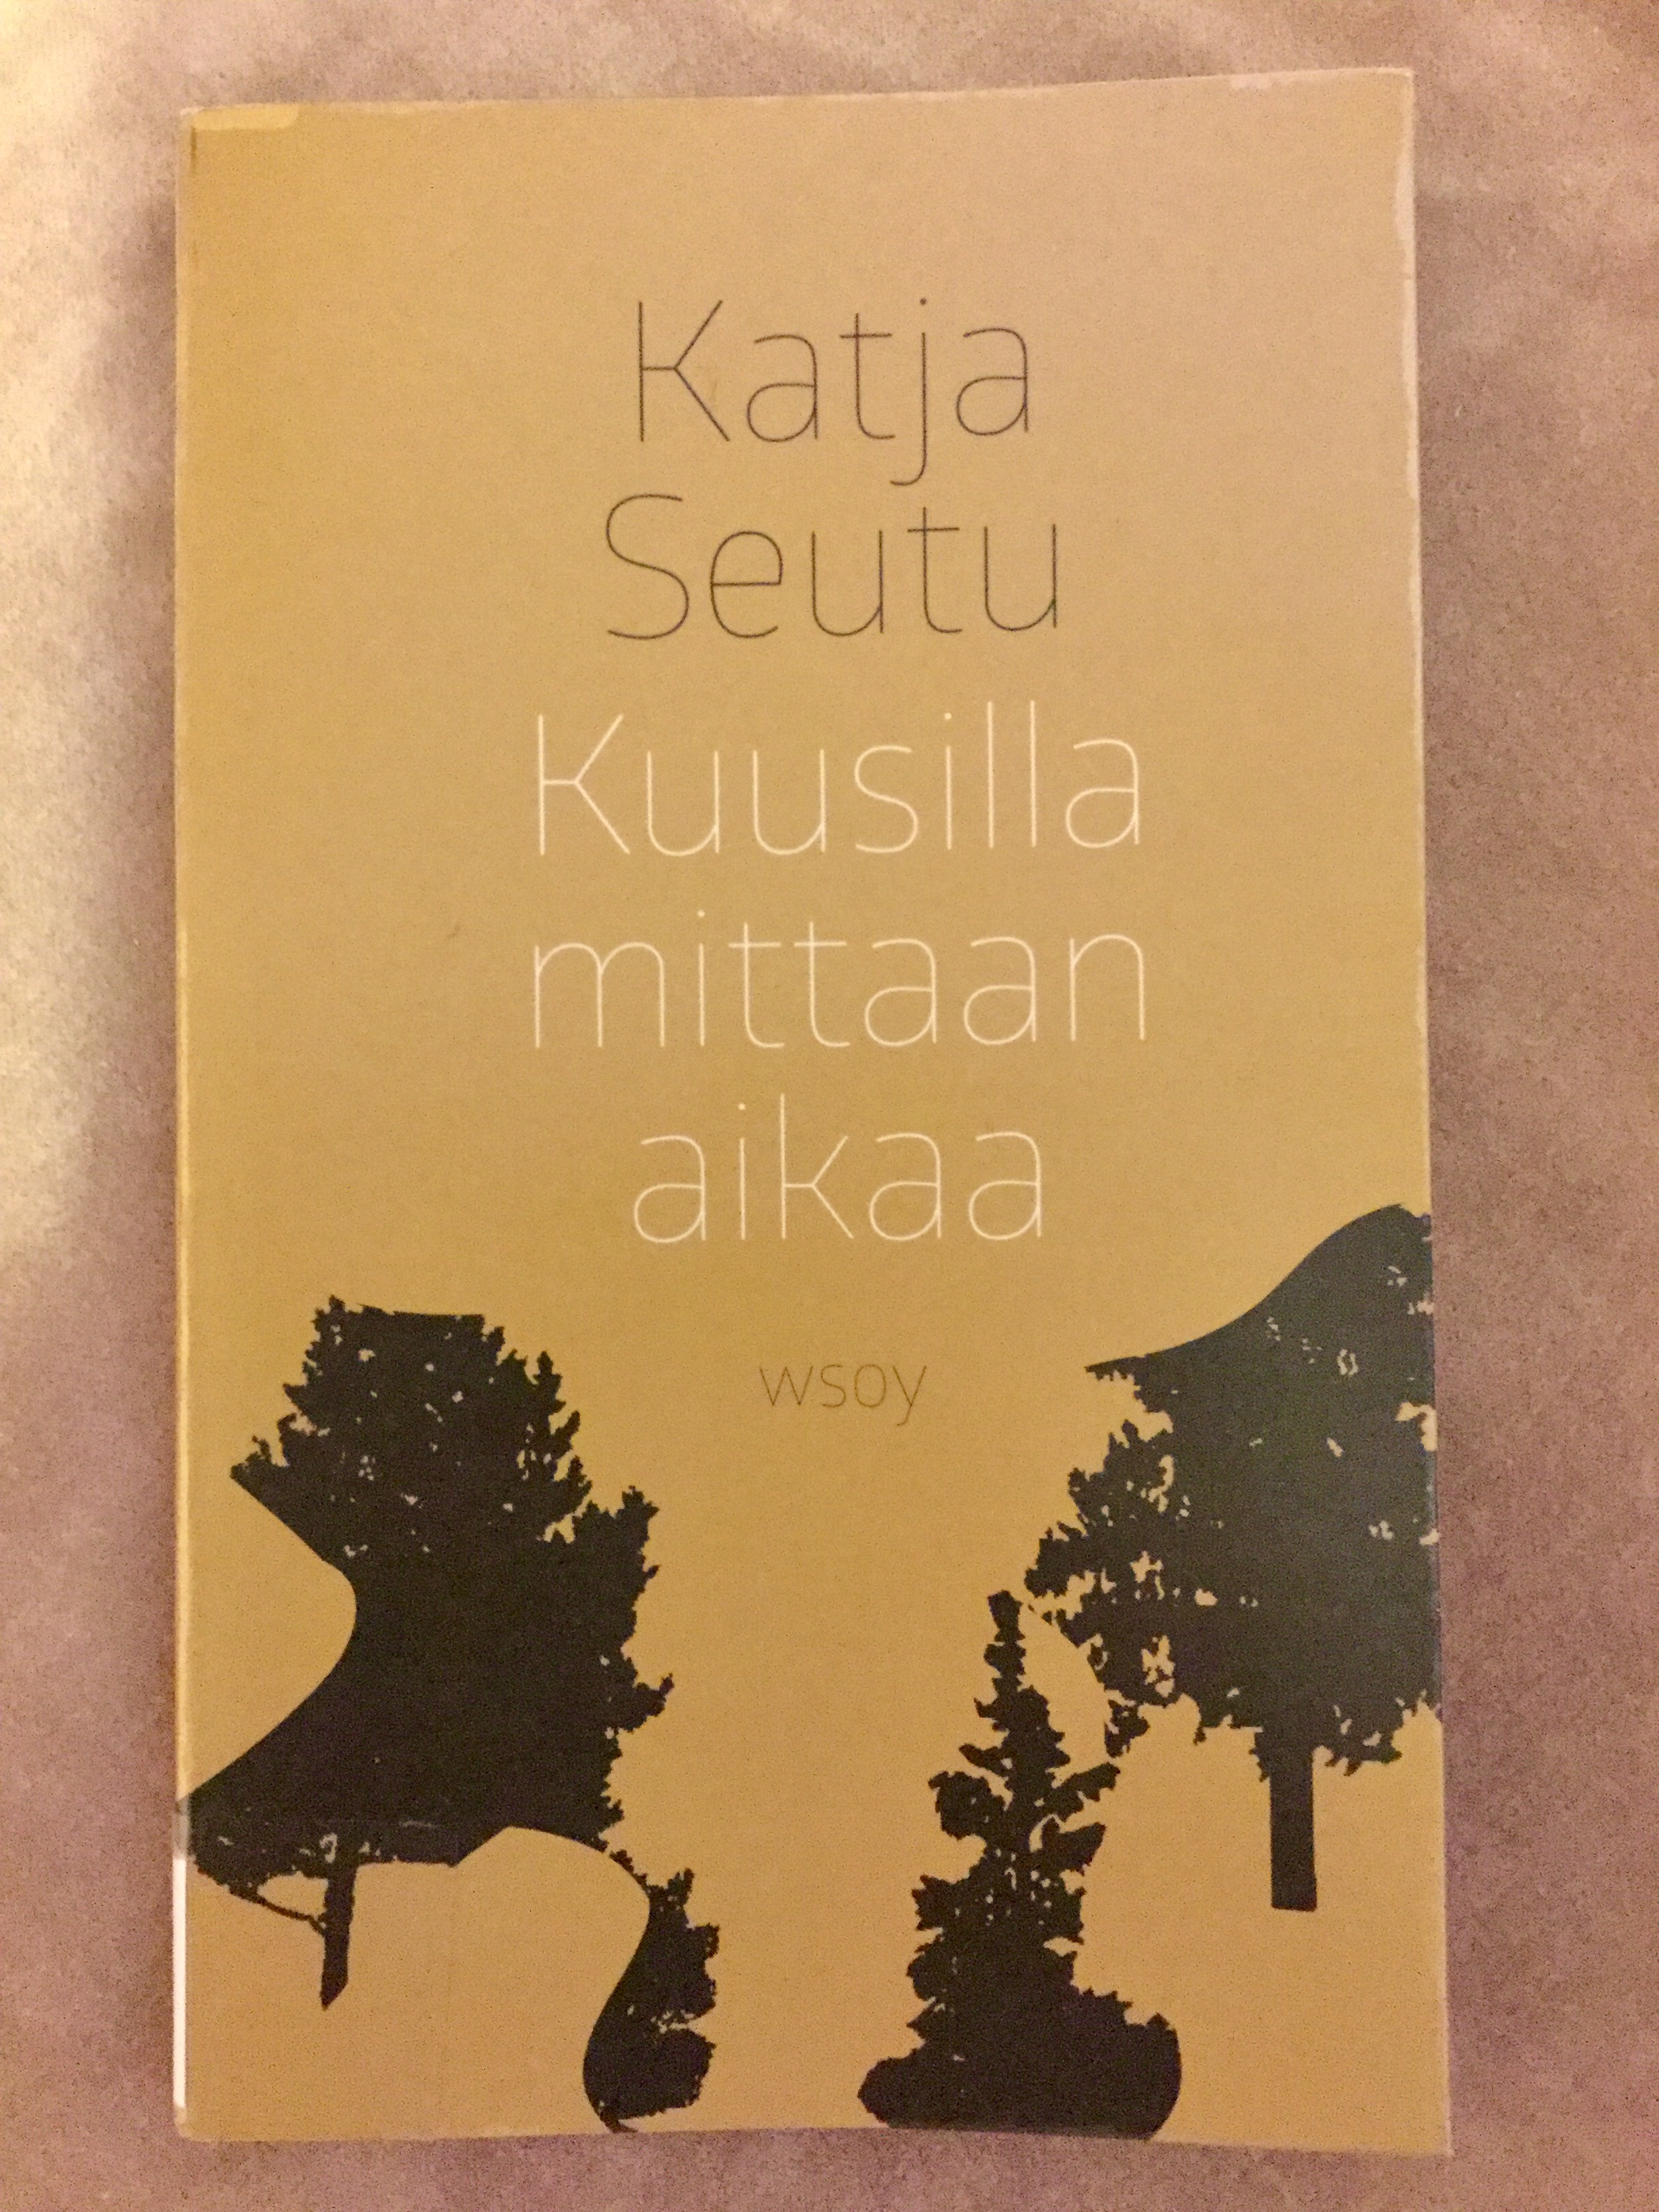 Katja
Seutu
Kuusilla
mittaan
aikaa
wsoy